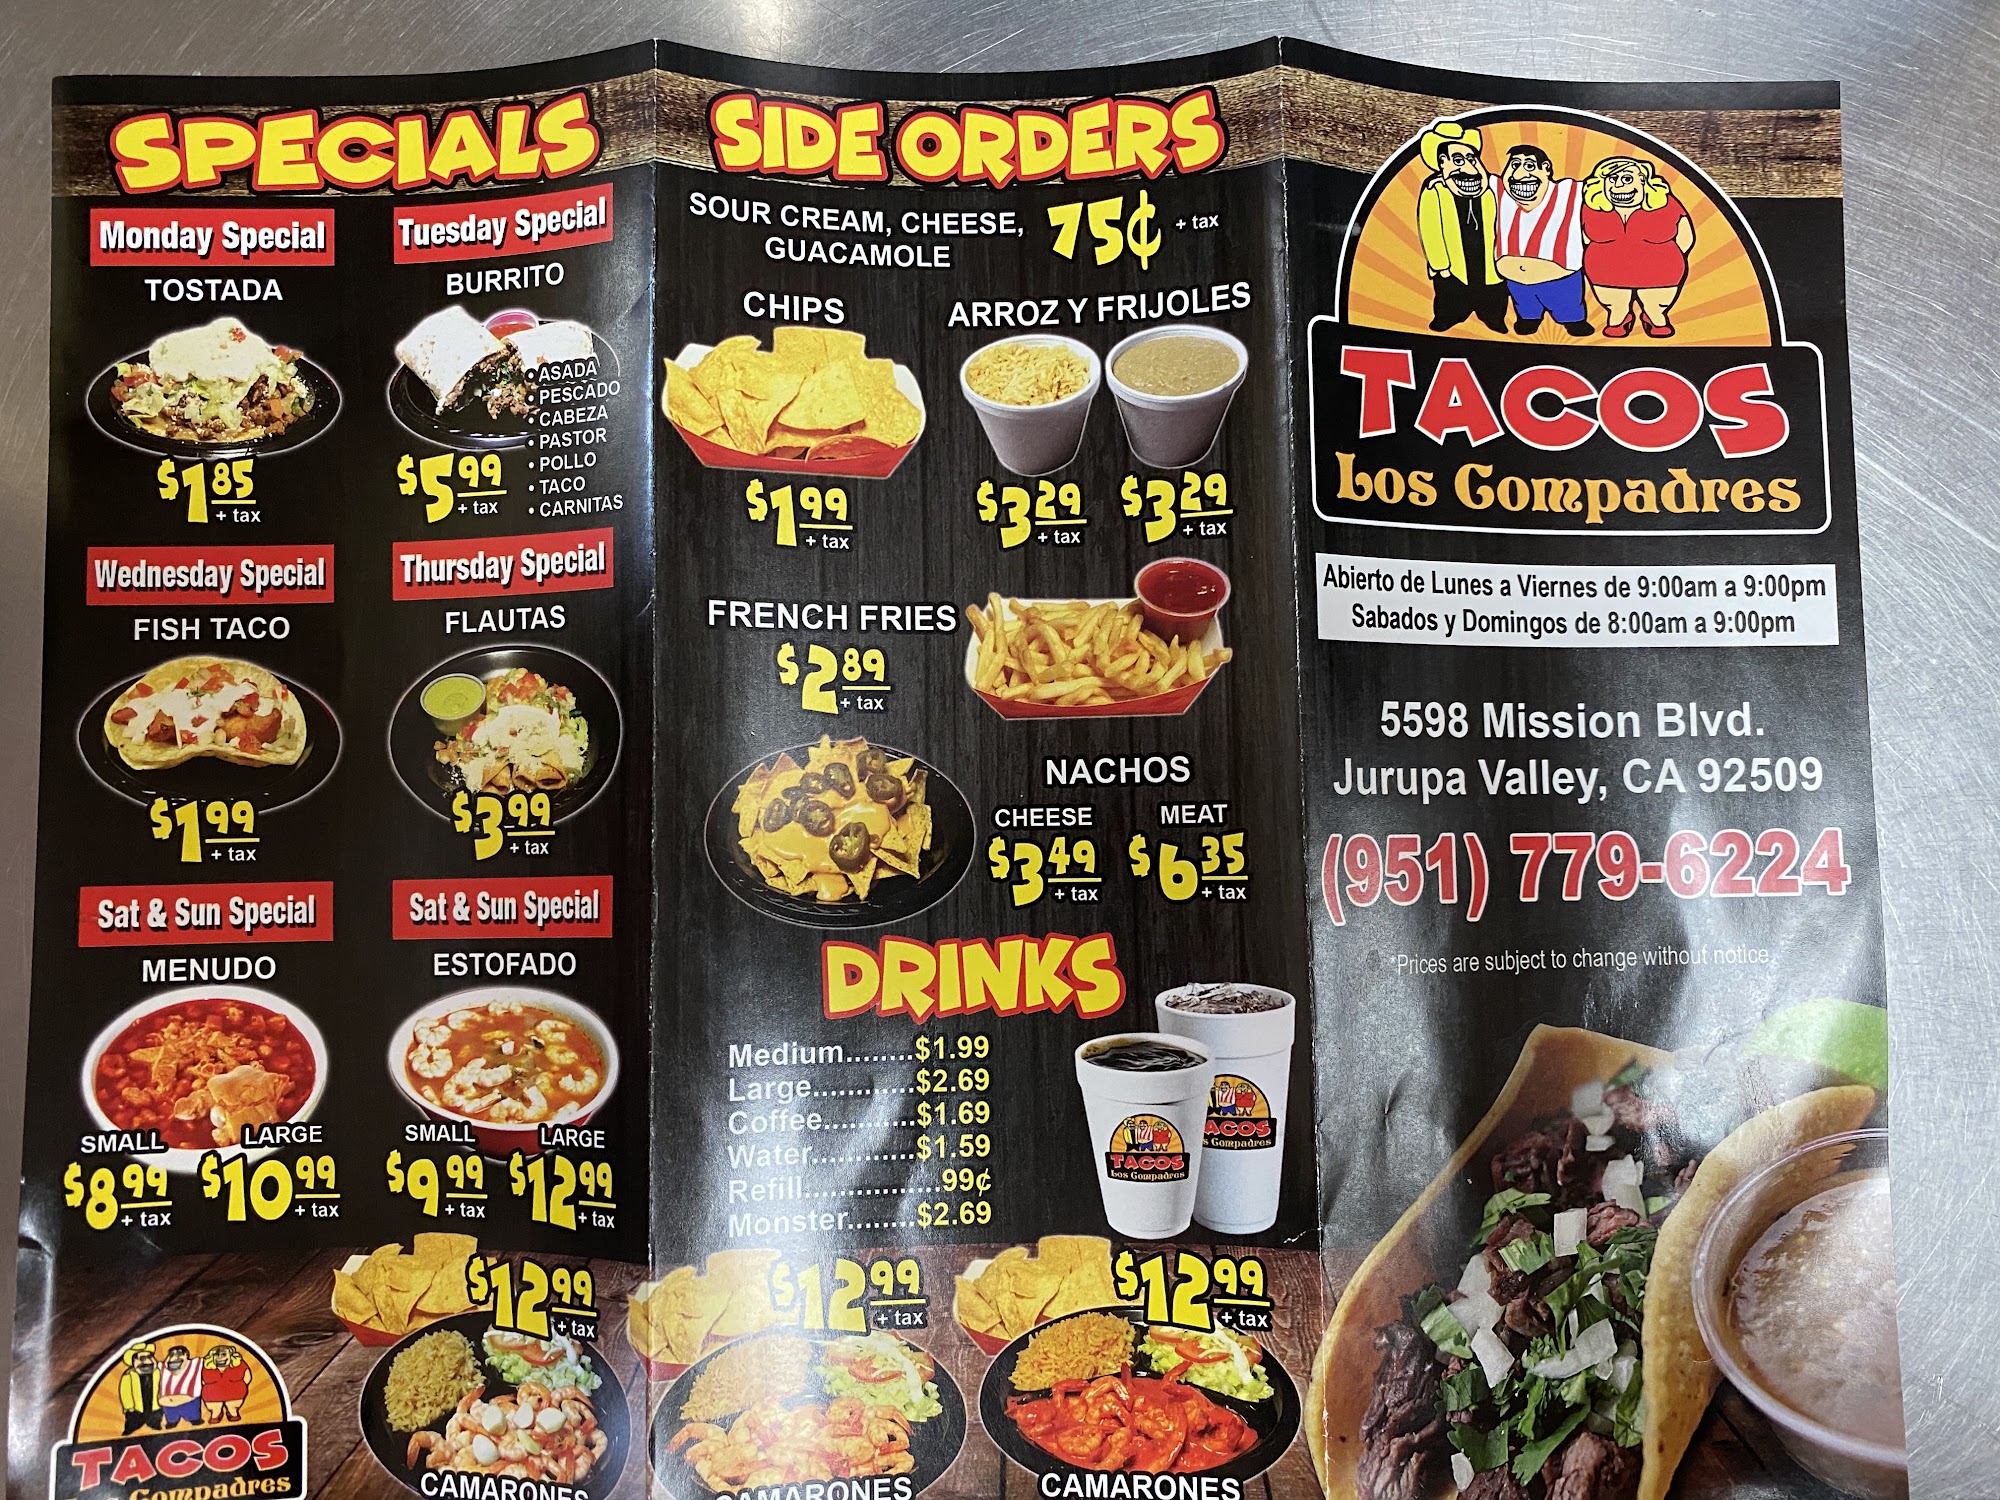 SPECIALS
Monday Special
TOSTADA
$1.85
+ tax
Tuesday Special
BURRITO
• ASADA
• PESCADO
• CABEZA
• PASTOR
• POLLO
• TACO
• CARNITAS
$5.99
+ tax
Wednesday Special
FISH TACO
$1.99
+ tax
Thursday Special
FLAUTAS
$3.99
+ tax
Sat & Sun Special
MENUDO
SMALL
$8.99
+ tax
LARGE
$10.99
+ tax
Sat & Sun Special
ESTOFADO
SMALL
$9.99
+ tax
LARGE
$12.99
+ tax
SIDE ORDERS
SOUR CREAM, CHEESE,
GUACAMOLE
75¢ + tax
CHIPS
$1.99
+ tax
ARROZ Y FRIJOLES
$3.29
+ tax
$3.29
+ tax
FRENCH FRIES
$2.89
+ tax
NACHOS
CHEESE
$3.49
+ tax
MEAT
$6.35
+ tax
DRINKS
Medium........$1.99
Large............$2.69
Coffee...........$1.69
Water............$1.59
Refill................99¢
Monster........$2.69
TACOS
Los Compadres
ACOS
s Compadres
$12.99
+ tax
CAMARONES
$12.99
+ tax
CAMARONES
$12.99
+ tax
CAMARONES
TACOS
Los Compadres
TACOS
Los Compadres
Abierto de Lunes a Viernes de 9:00am a 9:00pm
Sabados y Domingos de 8:00am a 9:00pm
5598 Mission Blvd.
Jurupa Valley, CA 92509
(951) 779-6224
*Prices are subject to change without notice.